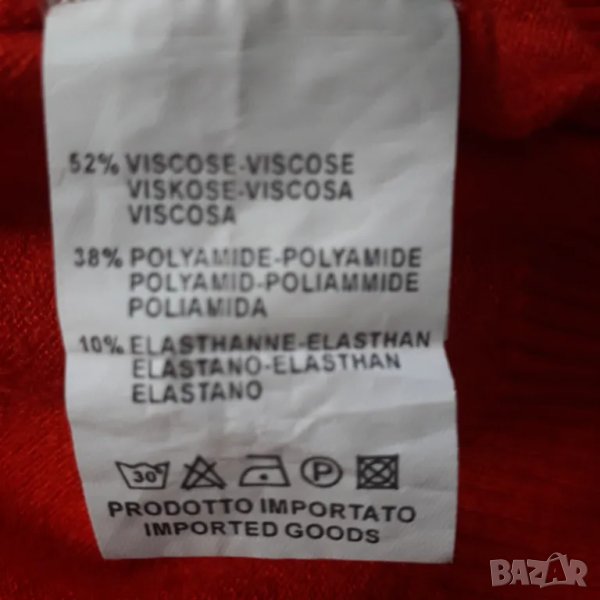 52% VISCOSE-VISCOSE
VISKOSE-VISCOSA
VISCOSA
38% POLYAMIDE-POLYAMIDE
POLYAMID-POLIAMMIDE
POLIAMIDA
10% ELASTHANNE-ELASTHAN
ELASTANO-ELASTHAN
ELASTANO
30° P
PRODOTTO IMPORTATO
IMPORTED GOODS
BAZAR